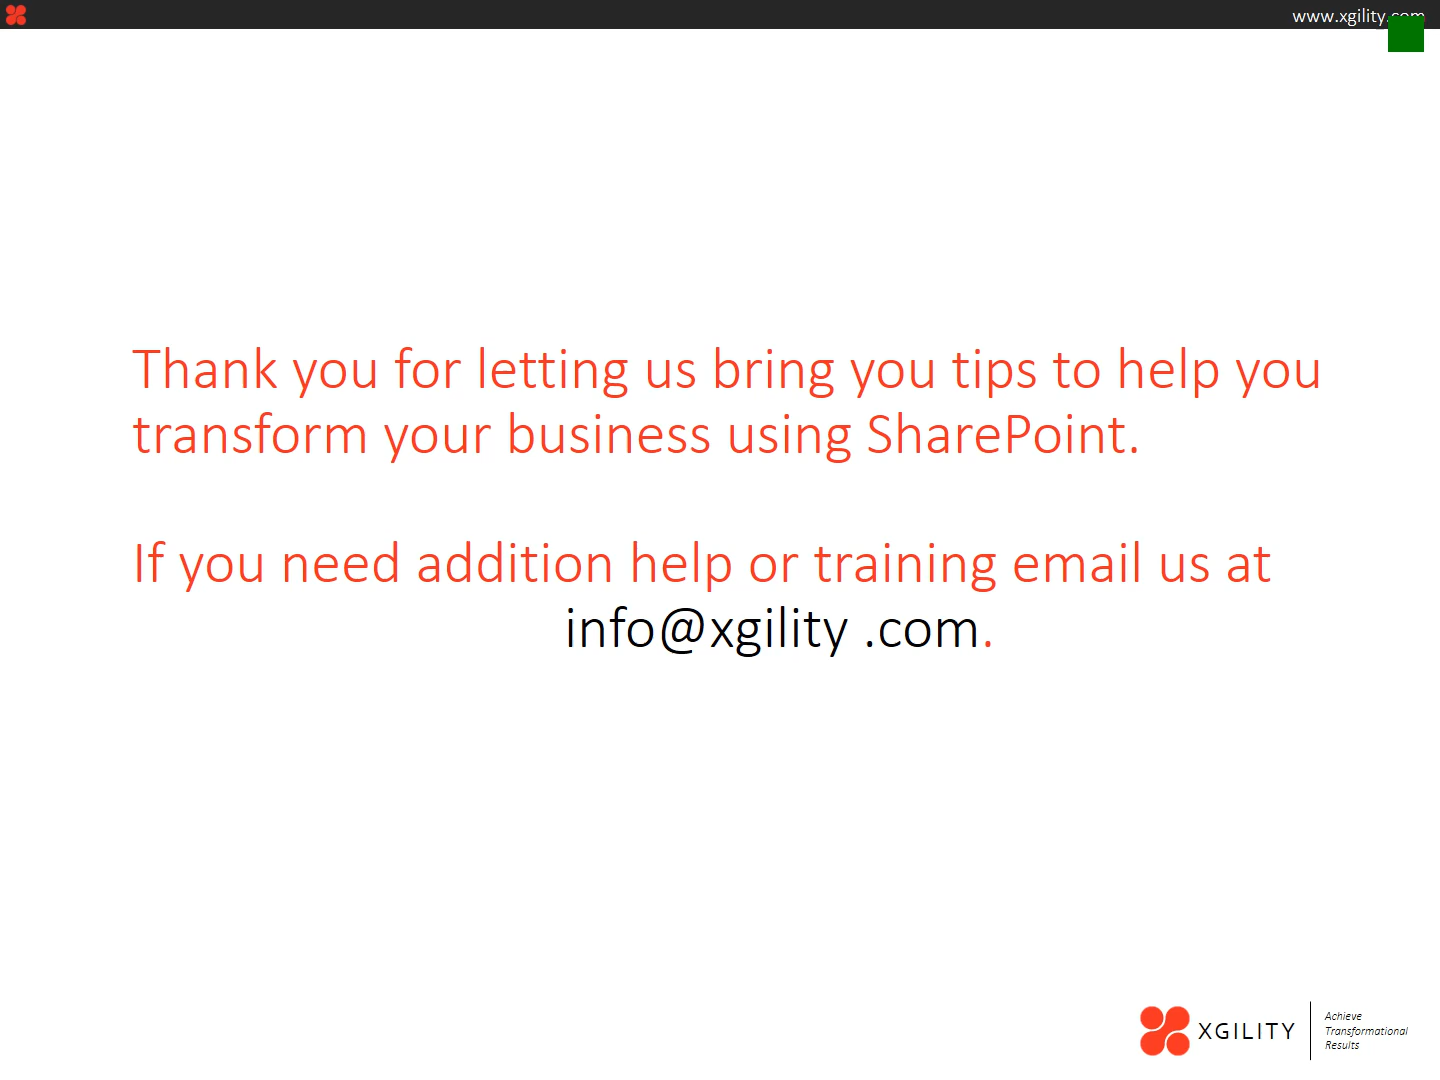 www.xgility.com
Thank you for letting us bring you tips to help you
transform your business using SharePoint.
If you need addition help or training email us at
info@xgility .com.
XGILITY
Achieve
Transformational
Results